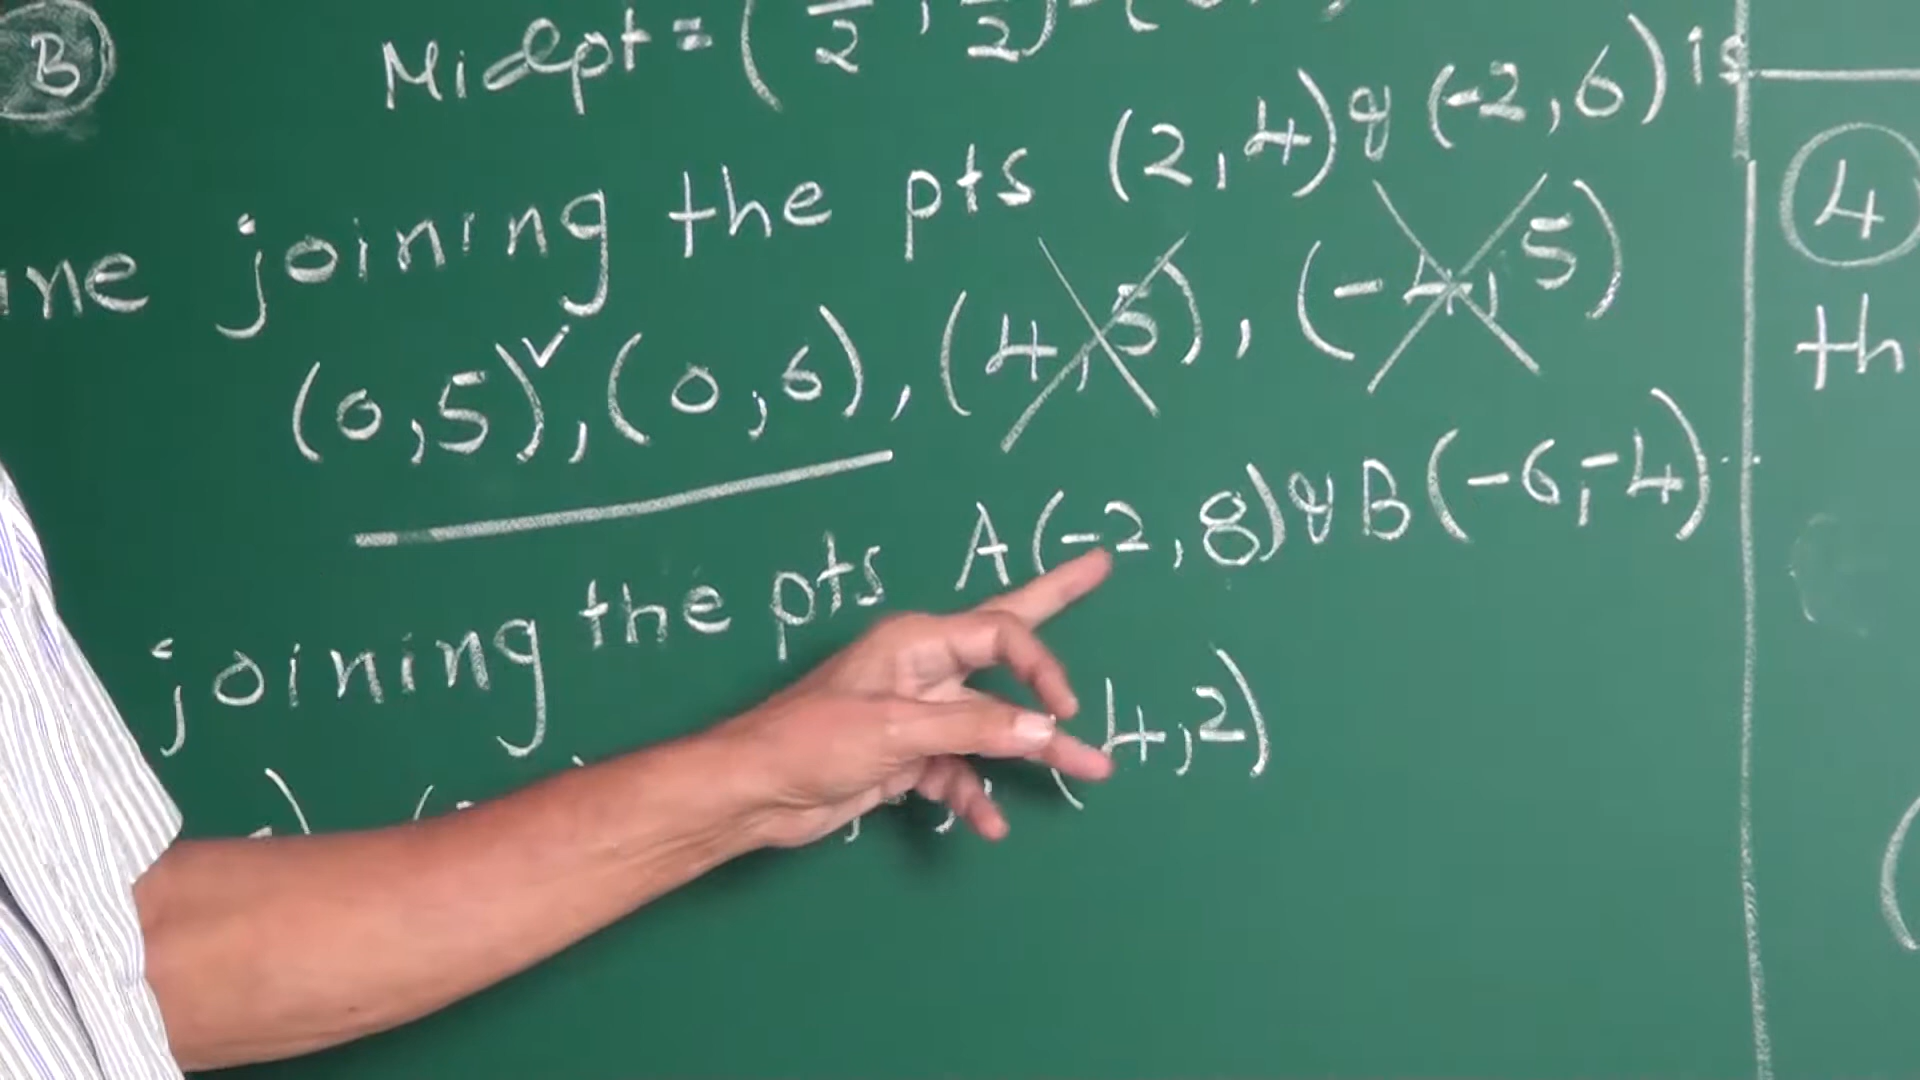 B
Midpt = ( /2 , /2 ) = (
ine joining the pts (2,4) & (-2,6) is
(0,5)✓, (0,6), (4,5), (-4,5)
joining the pts A(-2,8) & B(-6,-4)
(4,2)
4
th